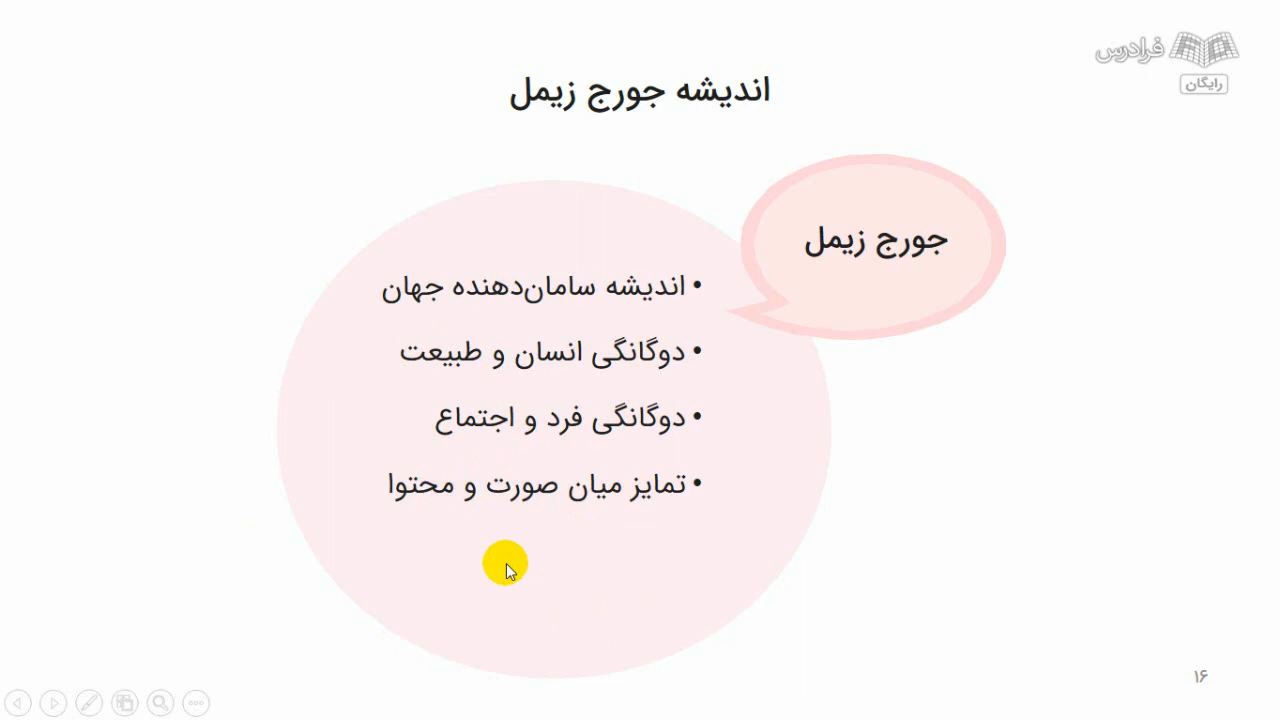 فرادرس
رایگان
اندیشه جورج زیمل
جورج زیمل
• اندیشه سامان‌دهنده جهان
• دوگانگی انسان و طبیعت
• دوگانگی فرد و اجتماع
• تمایز میان صورت و محتوا
۱۶